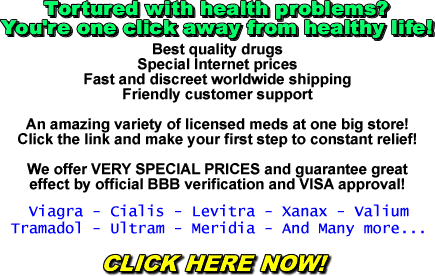 Tortured with health problems?
You're one click away from healthy life!
Best quality drugs
Special Internet prices
Fast and discreet worldwide shipping
Friendly customer support
An amazing variety of licensed meds at one big store!
Click the link and make your first step to constant relief!
We offer VERY SPECIAL PRICES and guarantee great
effect by official BBB verification and VISA approval!
Viagra - Cialis - Levitra - Xanax - Valium
Tramadol - Ultram - Meridia - And Many more...
CLICK HERE NOW!